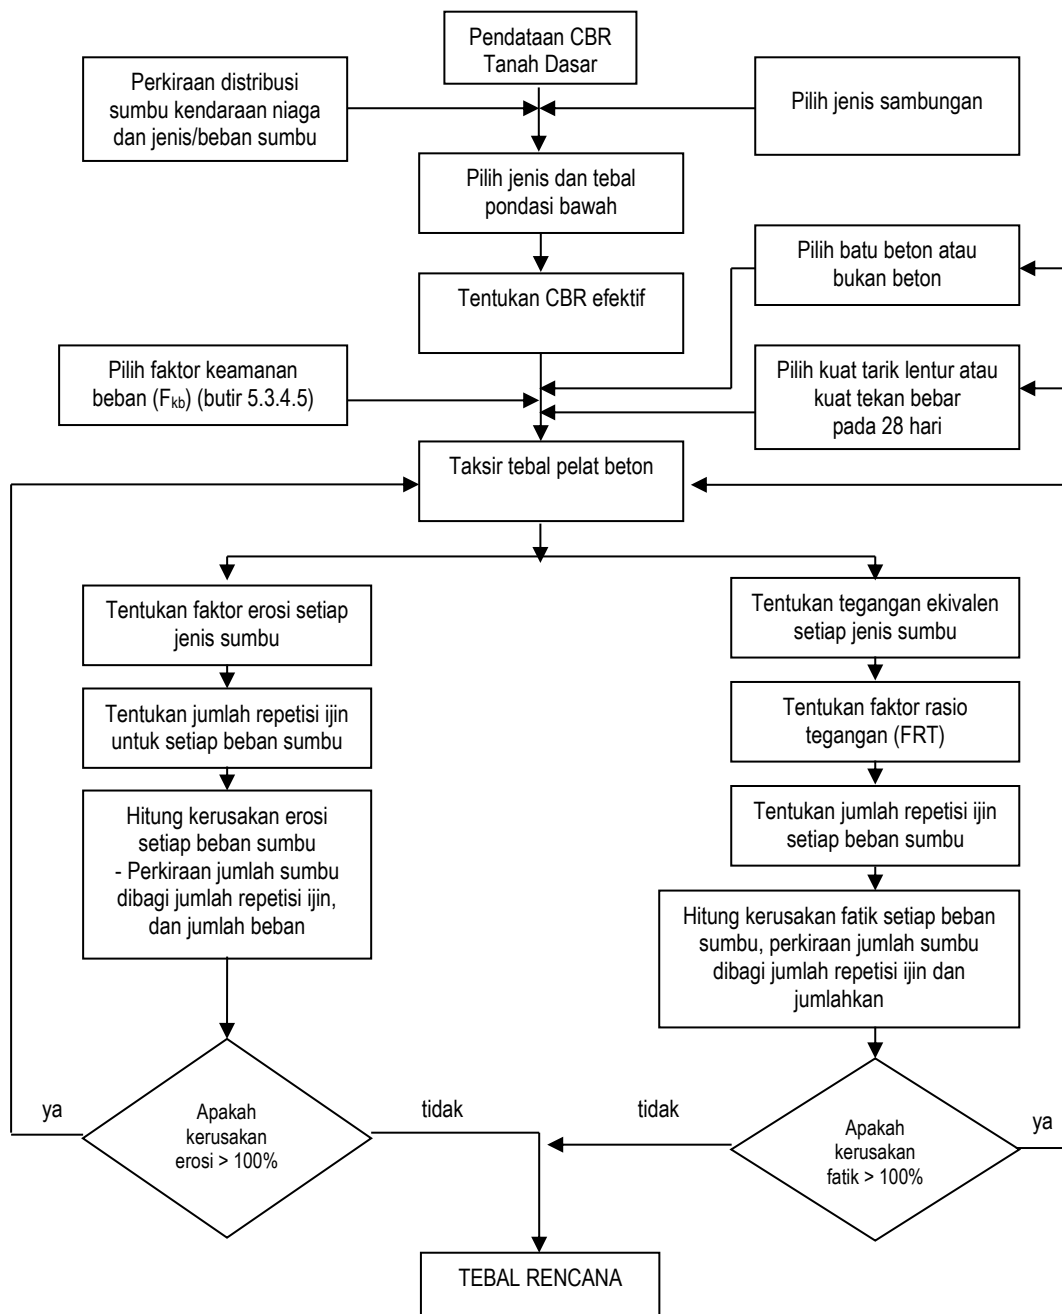 Pendataan CBR
Tanah Dasar
Perkiraan distribusi
sumbu kendaraan niaga
dan jenis/beban sumbu
Pilih jenis sambungan
Pilih jenis dan tebal
pondasi bawah
Pilih batu beton atau
bukan beton
Tentukan CBR efektif
Pilih faktor keamanan
beban (Fkb) (butir 5.3.4.5)
Pilih kuat tarik lentur atau
kuat tekan bebar
pada 28 hari
Taksir tebal pelat beton
Tentukan faktor erosi setiap
jenis sumbu
Tentukan tegangan ekivalen
setiap jenis sumbu
Tentukan jumlah repetisi ijin
untuk setiap beban sumbu
Tentukan faktor rasio
tegangan (FRT)
Hitung kerusakan erosi
setiap beban sumbu
- Perkiraan jumlah sumbu
dibagi jumlah repetisi ijin,
dan jumlah beban
Tentukan jumlah repetisi ijin
setiap beban sumbu
Hitung kerusakan fatik setiap beban
sumbu, perkiraan jumlah sumbu
dibagi jumlah repetisi ijin dan
jumlahkan
ya
Apakah
kerusakan
erosi > 100%
tidak
tidak
Apakah
kerusakan
fatik > 100%
ya
TEBAL RENCANA